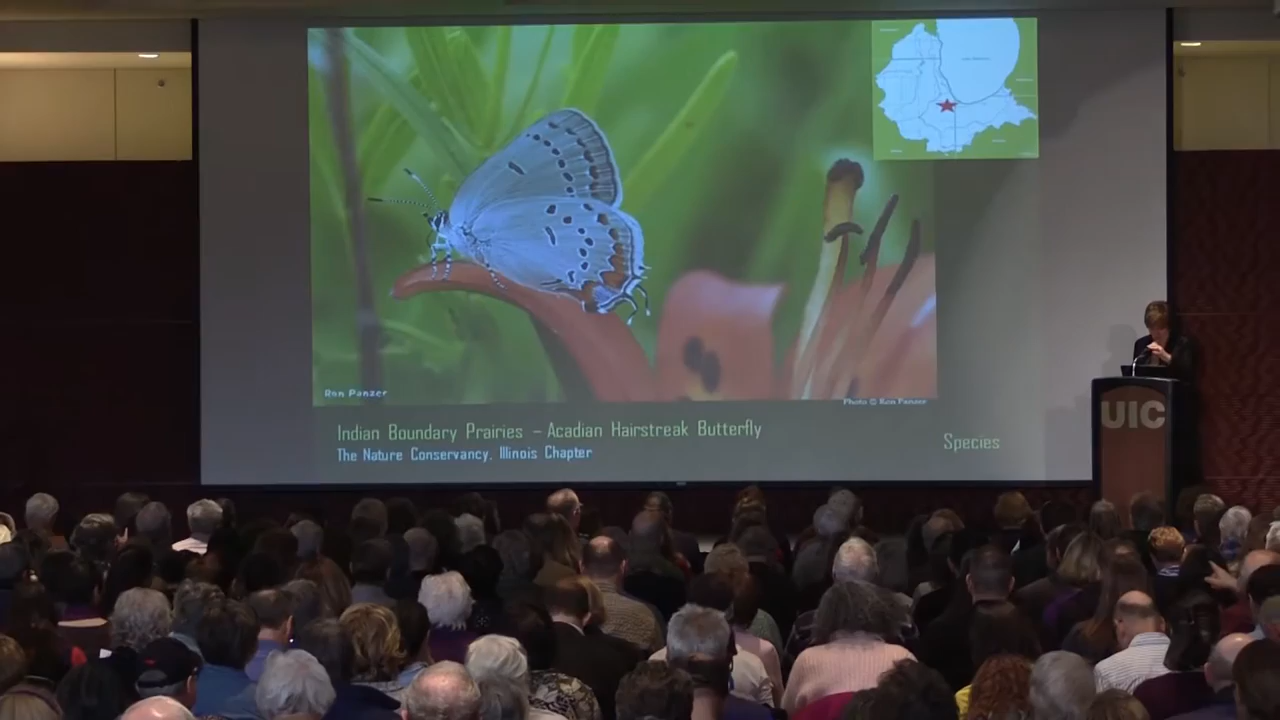 Ron Panzer
Photo © Ron Panzer
Indian Boundary Prairies – Acadian Hairstreak Butterfly
The Nature Conservancy, Illinois Chapter
Species
UIC